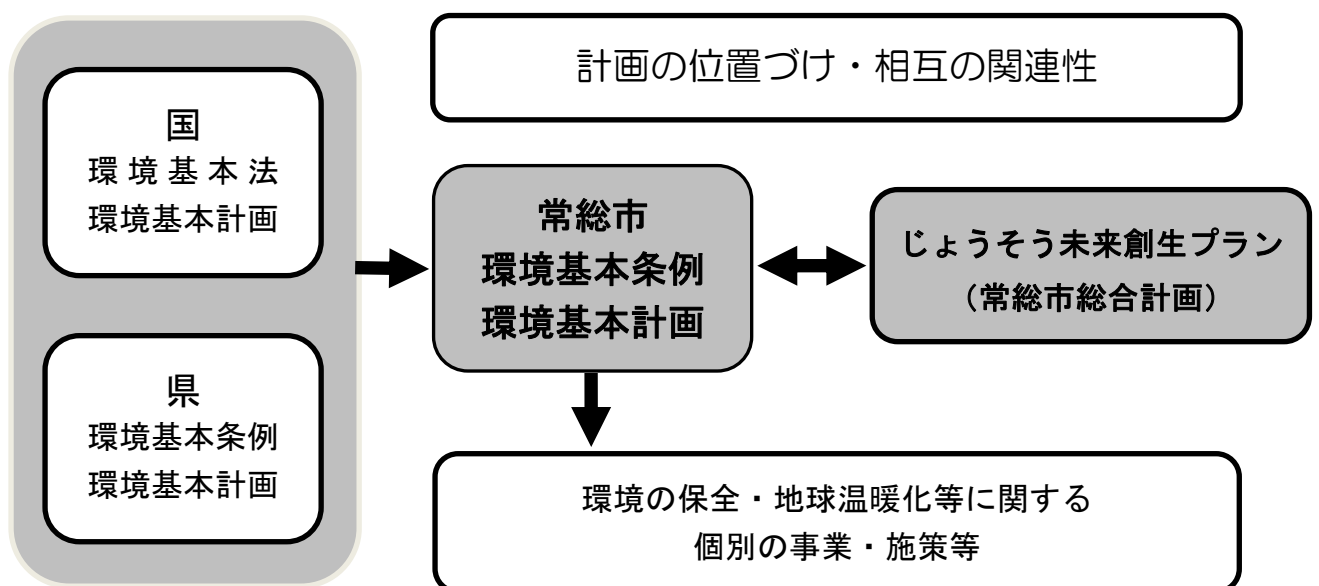 計画の位置づけ・相互の関連性
国
環境基本法
環境基本計画
県
環境基本条例
環境基本計画
常総市
環境基本条例
環境基本計画
じょうそう未来創生プラン
（常総市総合計画）
環境の保全・地球温暖化等に関する
個別の事業・施策等